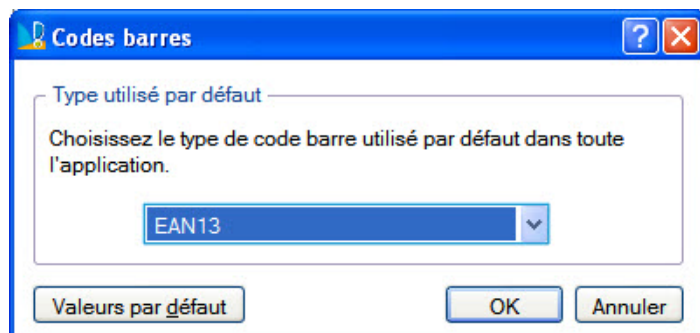 Codes barres
Type utilisé par défaut
Choisissez le type de code barre utilisé par défaut dans toute
l'application.
EAN13
Valeurs par défaut
OK
Annuler